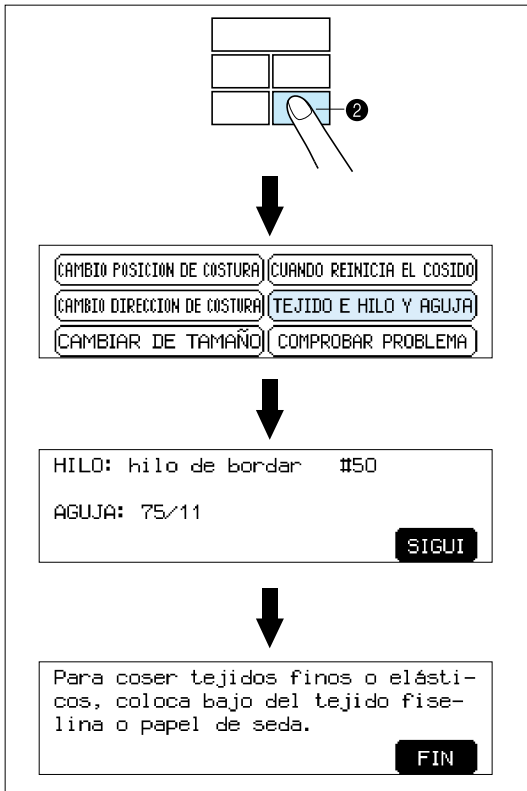 2
CAMBIO POSICION DE COSTURA CUANDO REINICIA EL COSIDO
CAMBIO DIRECCION DE COSTURA TEJIDO E HILO Y AGUJA
CAMBIAR DE TAMAÑO COMPROBAR PROBLEMA
HILO: hilo de bordar #50
AGUJA: 75/11
SIGUI
Para coser tejidos finos o elásti-
cos, coloca bajo del tejido fise-
lina o papel de seda.
FIN